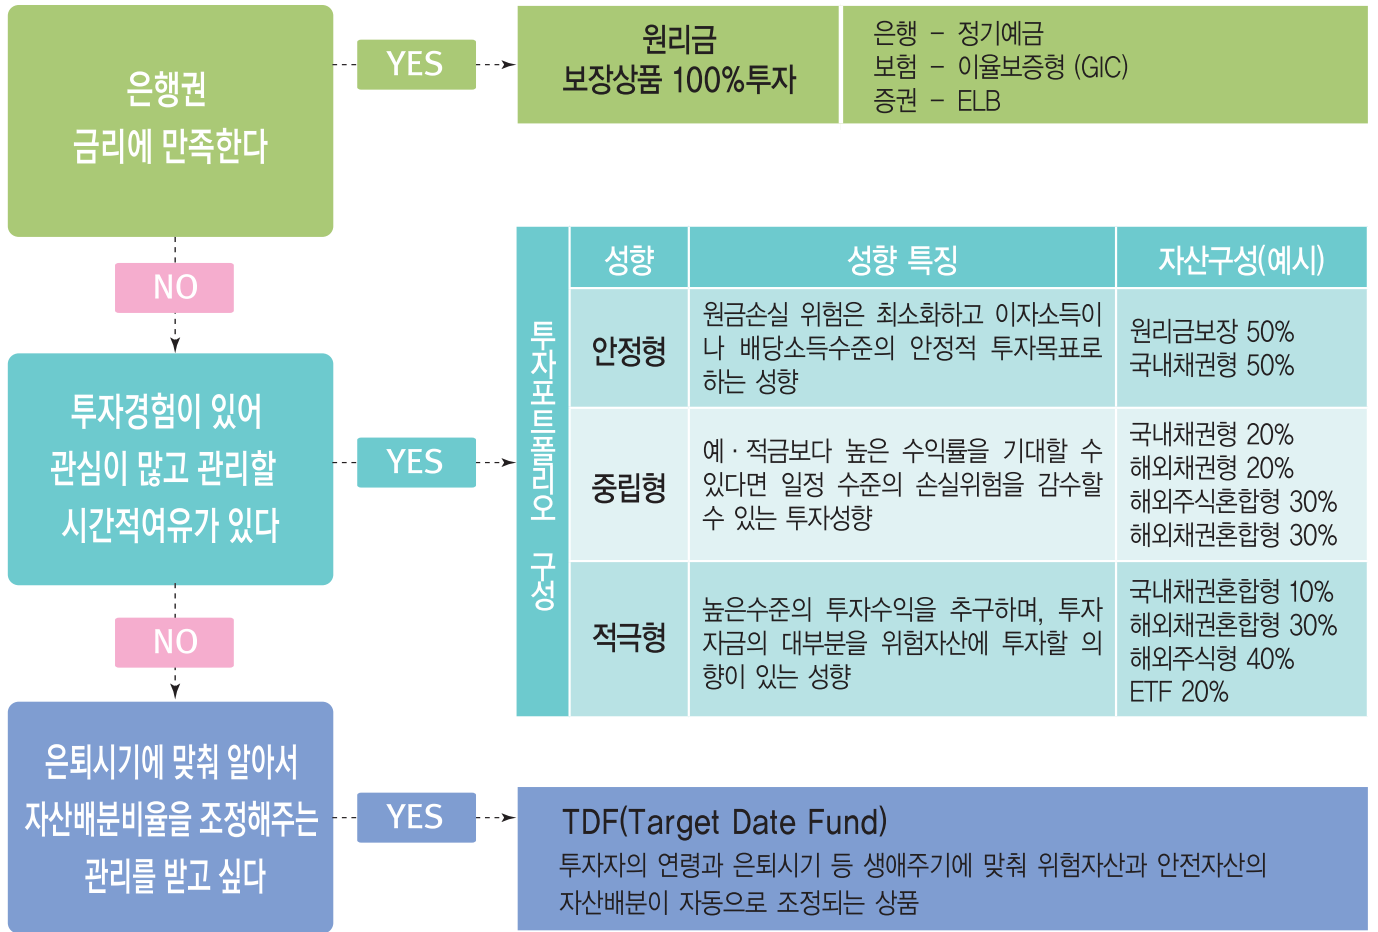 은행권
금리에 만족한다
YES
원리금
보장상품 100%투자
은행 - 정기예금
보험 - 이율보증형 (GIC)
증권 - ELB
NO
투자경험이 있어
관심이 많고 관리할
시간적여유가 있다
YES
투자포트폴리오 구성
성향
성향 특징
자산구성(예시)
안정형
원금손실 위험은 최소화하고 이자소득이
나 배당소득수준의 안정적 투자목표로
하는 성향
원리금보장 50%
국내채권형 50%
중립형
예·적금보다 높은 수익률을 기대할 수
있다면 일정 수준의 손실위험을 감수할
수 있는 투자성향
국내채권형 20%
해외채권형 20%
해외주식혼합형 30%
해외채권혼합형 30%
적극형
높은수준의 투자수익을 추구하며, 투자
자금의 대부분을 위험자산에 투자할 의
향이 있는 성향
국내채권혼합형 10%
해외채권혼합형 30%
해외주식형 40%
ETF 20%
NO
은퇴시기에 맞춰 알아서
자산배분비율을 조정해주는
관리를 받고 싶다
YES
TDF(Target Date Fund)
투자자의 연령과 은퇴시기 등 생애주기에 맞춰 위험자산과 안전자산의
자산배분이 자동으로 조정되는 상품